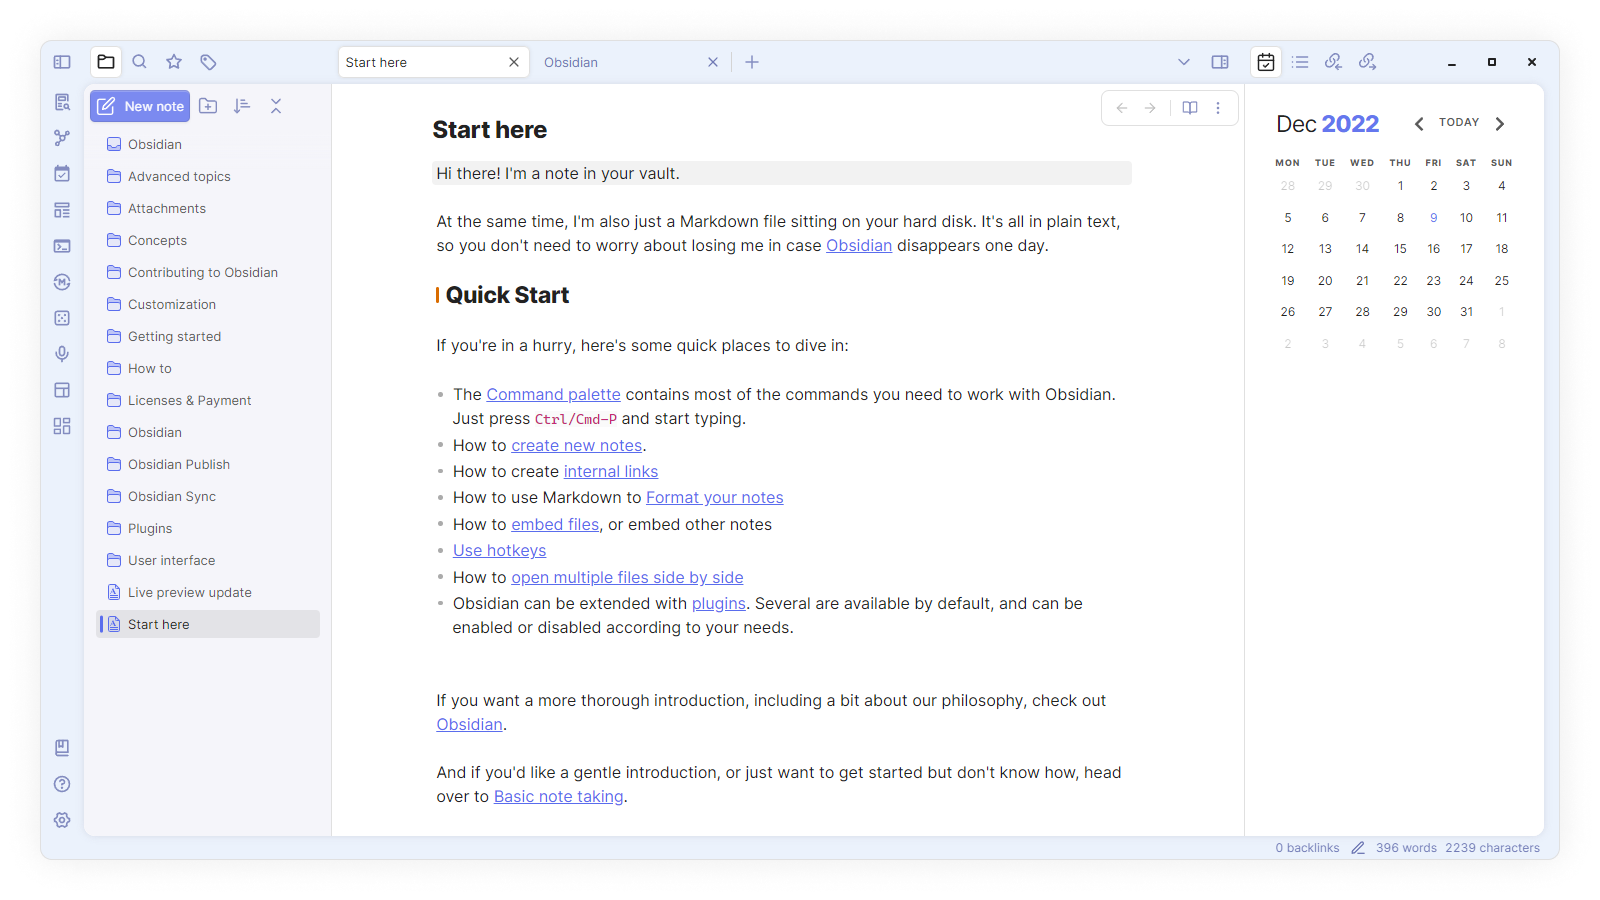 Start here
Obsidian
New note
Obsidian
Advanced topics
Attachments
Concepts
Contributing to Obsidian
Customization
Getting started
How to
Licenses & Payment
Obsidian
Obsidian Publish
Obsidian Sync
Plugins
User interface
Live preview update
Start here
Start here
Hi there! I'm a note in your vault.
At the same time, I'm also just a Markdown file sitting on your hard disk. It's all in plain text,
so you don't need to worry about losing me in case Obsidian disappears one day.
Quick Start
If you're in a hurry, here's some quick places to dive in:
The Command palette contains most of the commands you need to work with Obsidian.
Just press Ctrl/Cmd-P and start typing.
How to create new notes.
How to create internal links
How to use Markdown to Format your notes
How to embed files, or embed other notes
Use hotkeys
How to open multiple files side by side
Obsidian can be extended with plugins. Several are available by default, and can be
enabled or disabled according to your needs.
If you want a more thorough introduction, including a bit about our philosophy, check out
Obsidian.
And if you'd like a gentle introduction, or just want to get started but don't know how, head
over to Basic note taking.
Dec 2022
TODAY
MON TUE WED THU FRI SAT SUN
28 29 30 1 2 3 4
5 6 7 8 9 10 11
12 13 14 15 16 17 18
19 20 21 22 23 24 25
26 27 28 29 30 31 1
2 3 4 5 6 7 8
0 backlinks 396 words 2239 characters